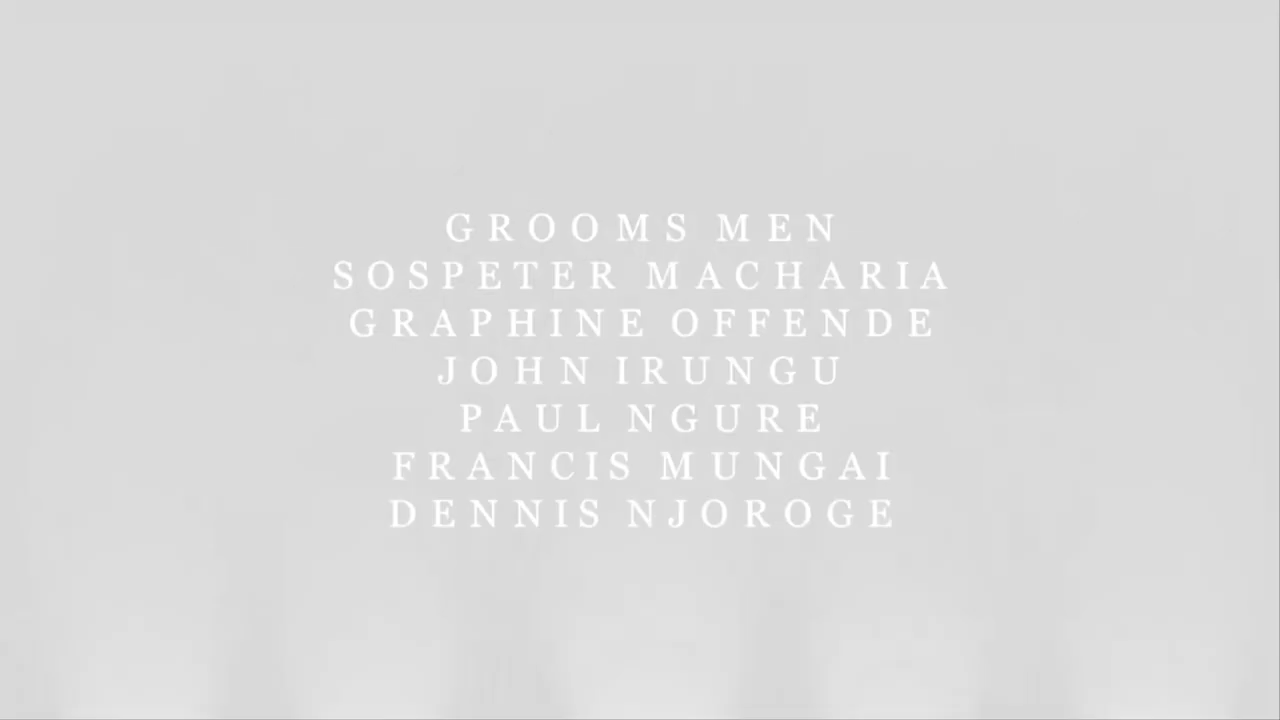 GROOMS MEN
SOSPETER MACHARIA
GRAPHINE OFFENDE
JOHN IRUNGU
PAUL NGURE
FRANCIS MUNGAI
DENNIS NJOROGE